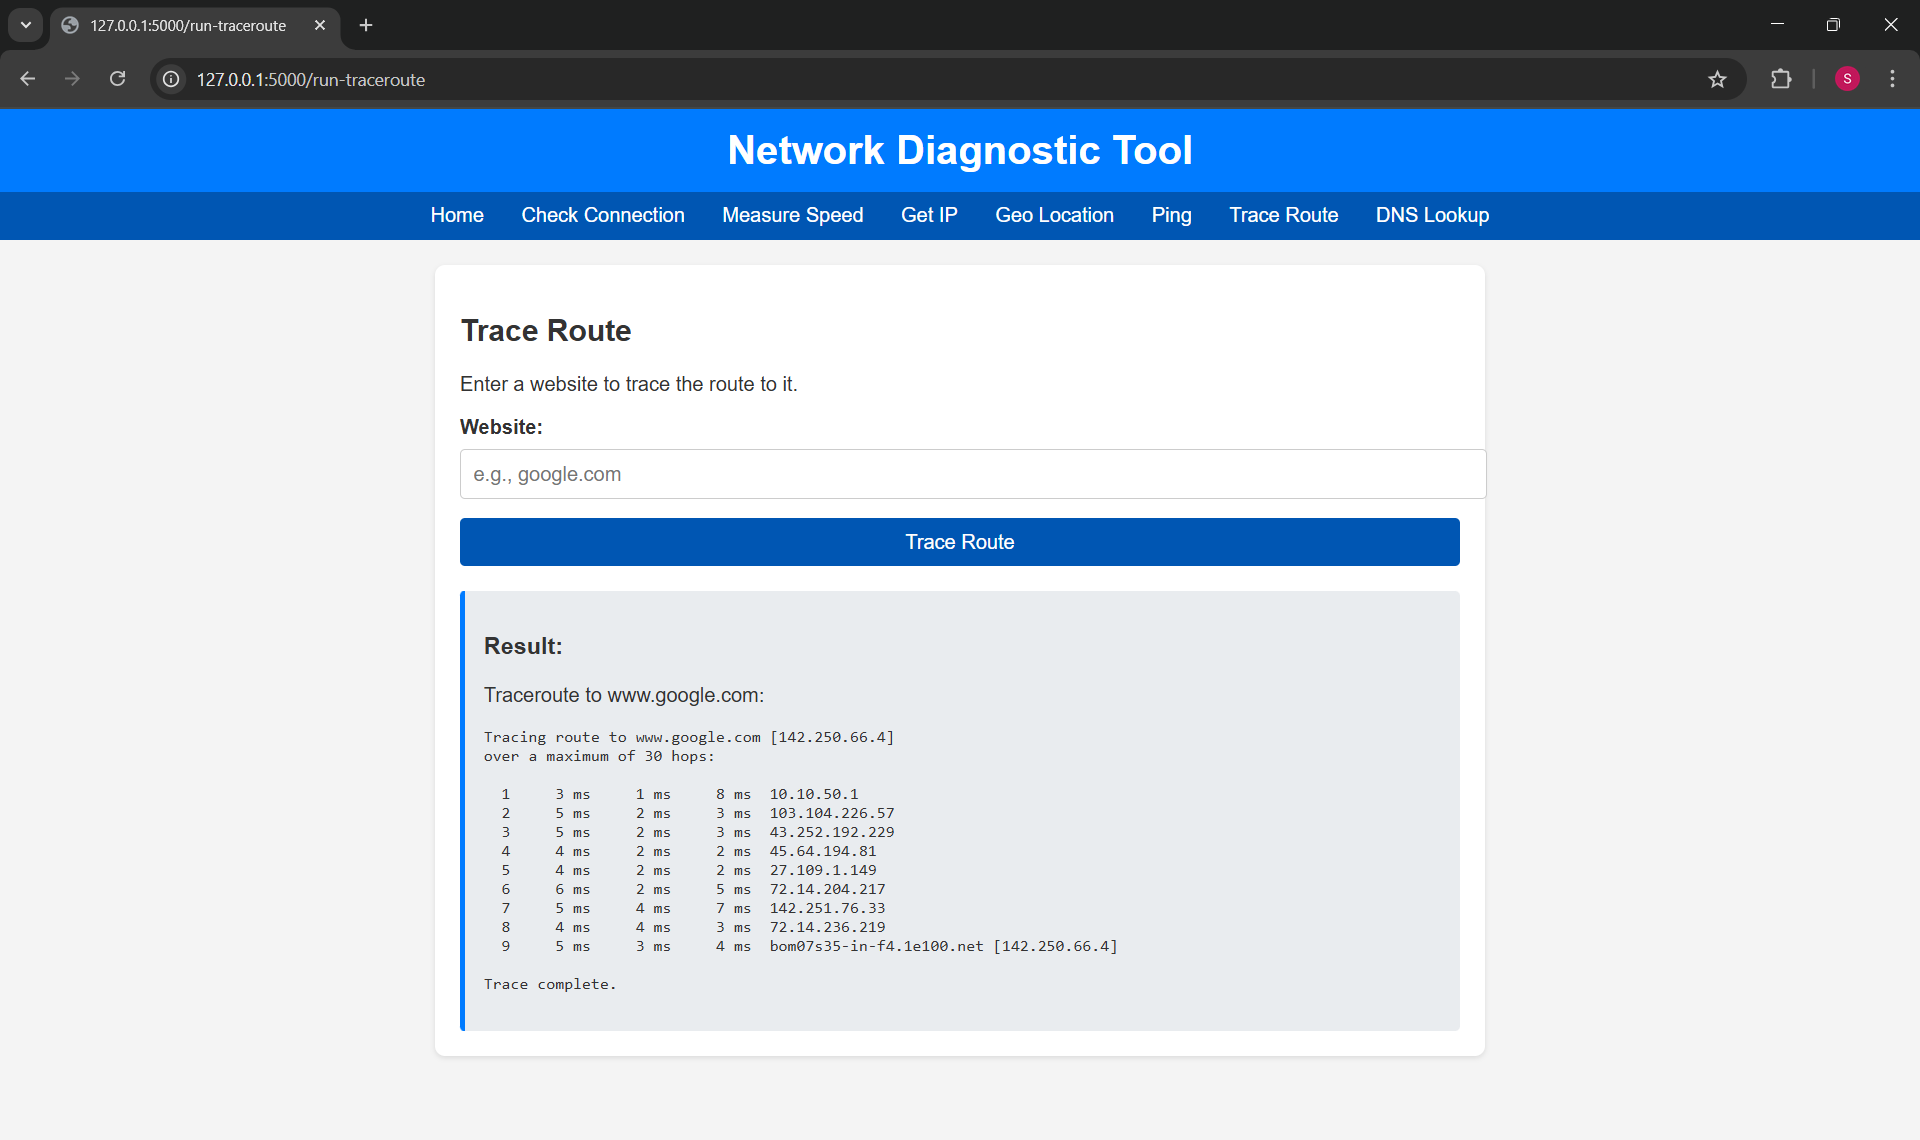 127.0.0.1:5000/run-traceroute
127.0.0.1:5000/run-traceroute
S
Network Diagnostic Tool
Home Check Connection Measure Speed Get IP Geo Location Ping Trace Route DNS Lookup
Trace Route
Enter a website to trace the route to it.
Website:
e.g., google.com
Trace Route
Result:
Traceroute to www.google.com:
Tracing route to www.google.com [142.250.66.4]
over a maximum of 30 hops:
1 3 ms 1 ms 8 ms 10.10.50.1
2 5 ms 2 ms 3 ms 103.104.226.57
3 5 ms 2 ms 3 ms 43.252.192.229
4 4 ms 2 ms 2 ms 45.64.194.81
5 4 ms 2 ms 2 ms 27.109.1.149
6 6 ms 2 ms 5 ms 72.14.204.217
7 5 ms 4 ms 7 ms 142.251.76.33
8 4 ms 4 ms 3 ms 72.14.236.219
9 5 ms 3 ms 4 ms bom07s35-in-f4.1e100.net [142.250.66.4]
Trace complete.